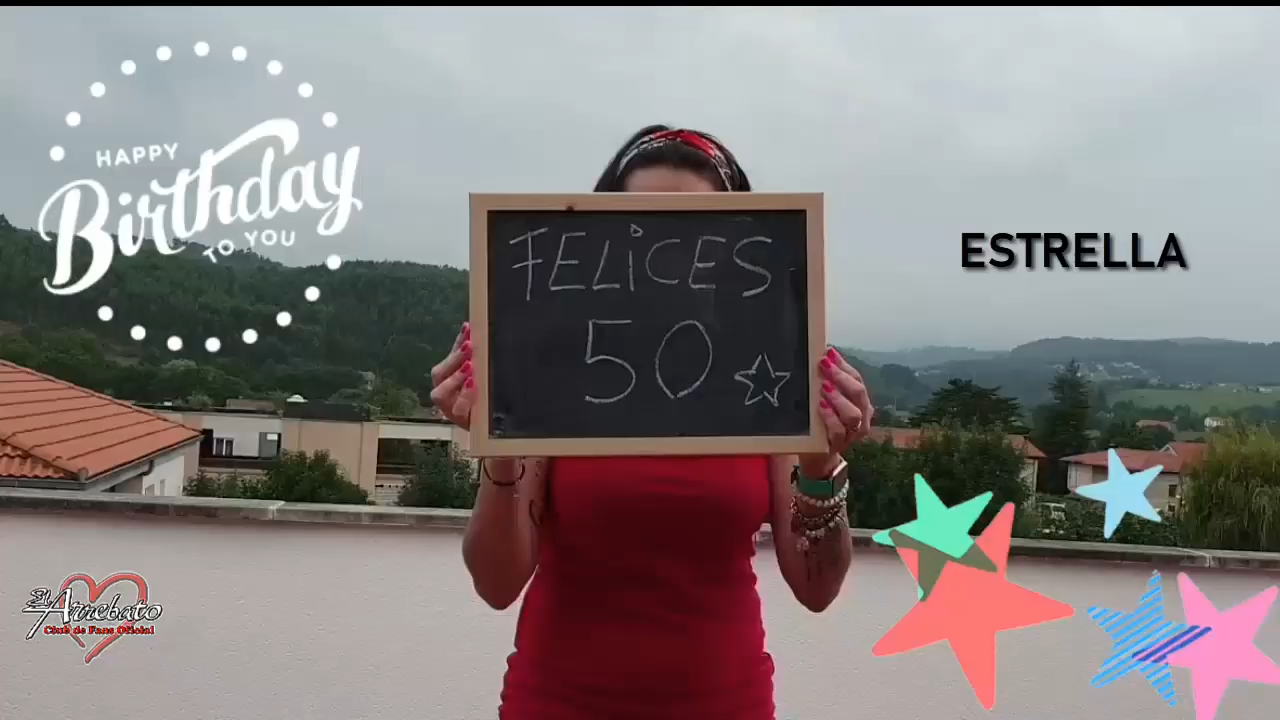 HAPPY
Birthday
TO YOU
FELICES
50
ESTRELLA
El
Arrebato
Club de Fans Oficial